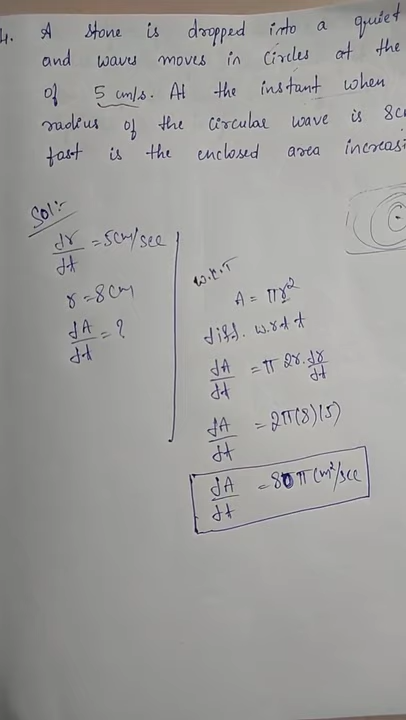 4. A stone is dropped into a quiet
and waves moves in circles at the
of 5 cm/s. At the instant when
radius of the circular wave is 8cm
fast is the enclosed area increasi
Sol:-
dr/dt = 5cm/sec
r = 8cm
dA/dt = ?
W.K.T
A = πr²
diff. w.r.t t
dA/dt = π 2r. dr/dt
dA/dt = 2π(8)(5)
dA/dt = 80π cm²/sec